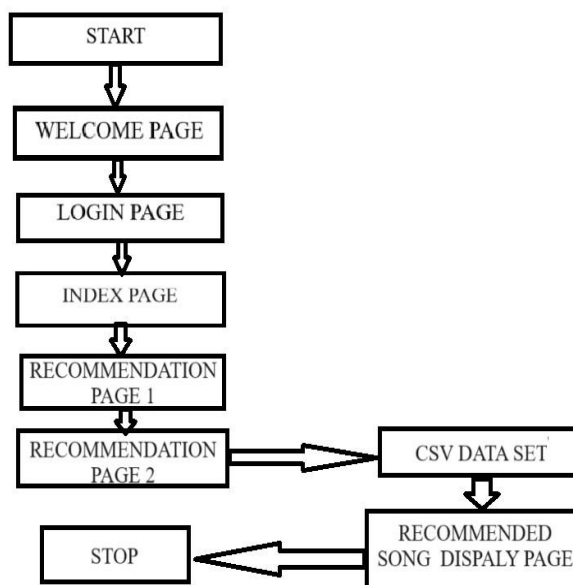 START
WELCOME PAGE
LOGIN PAGE
INDEX PAGE
RECOMMENDATION
PAGE 1
RECOMMENDATION
PAGE 2
CSV DATA SET
RECOMMENDED
SONG DISPALY PAGE
STOP